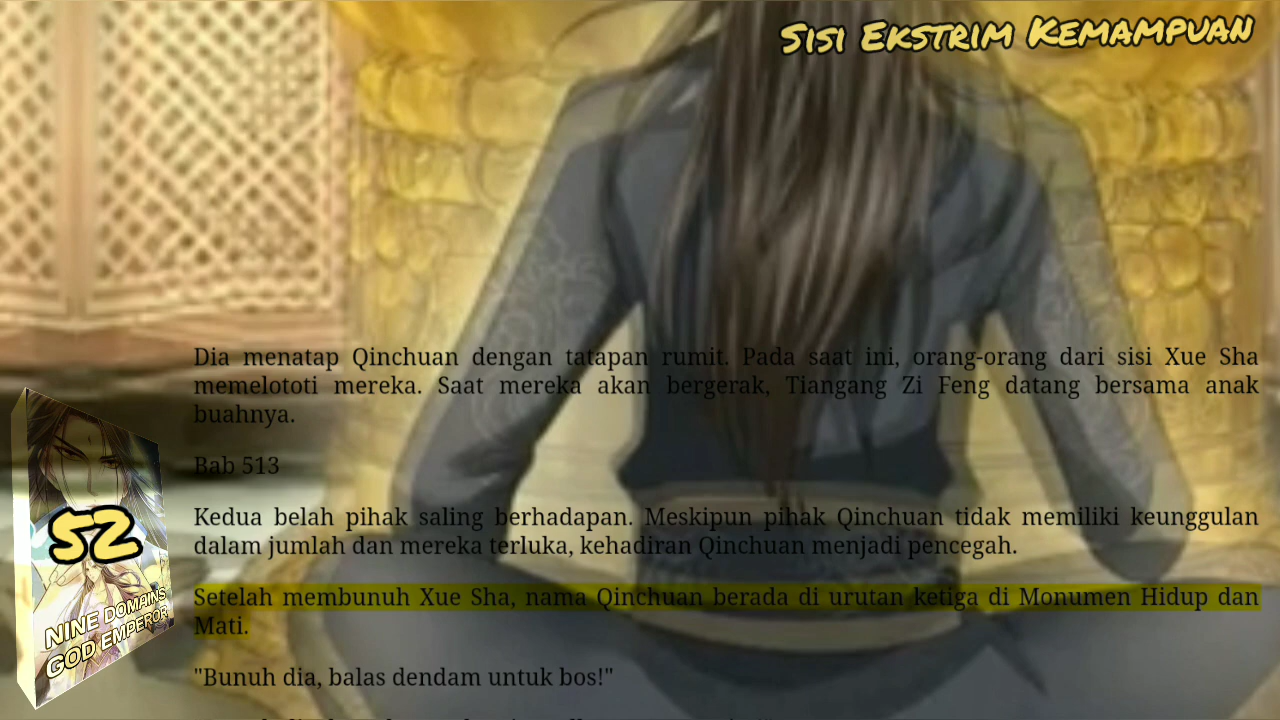 Sisi Ekstrim Kemampuan
Dia menatap Qinchuan dengan tatapan rumit. Pada saat ini, orang-orang dari sisi Xue Sha
memelototi mereka. Saat mereka akan bergerak, Tiangang Zi Feng datang bersama anak
buahnya.
Bab 513
Kedua belah pihak saling berhadapan. Meskipun pihak Qinchuan tidak memiliki keunggulan
dalam jumlah dan mereka terluka, kehadiran Qinchuan menjadi pencegah.
Setelah membunuh Xue Sha, nama Qinchuan berada di urutan ketiga di Monumen Hidup dan
Mati.
"Bunuh dia, balas dendam untuk bos!"
52
NINE DOMAINS
GOD EMPEROR